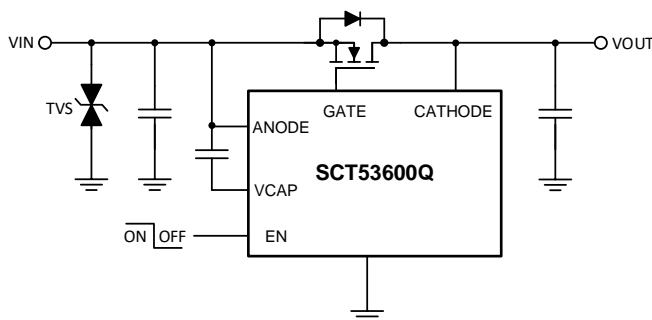 VIN
VOUT
TVS
GATE
CATHODE
ANODE
SCT53600Q
VCAP
ON OFF
EN